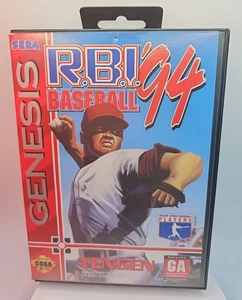 SEGA
R.B.I. '94
BASEBALL
GENESIS
PLAYERS
TENGEN
SEGA
GA